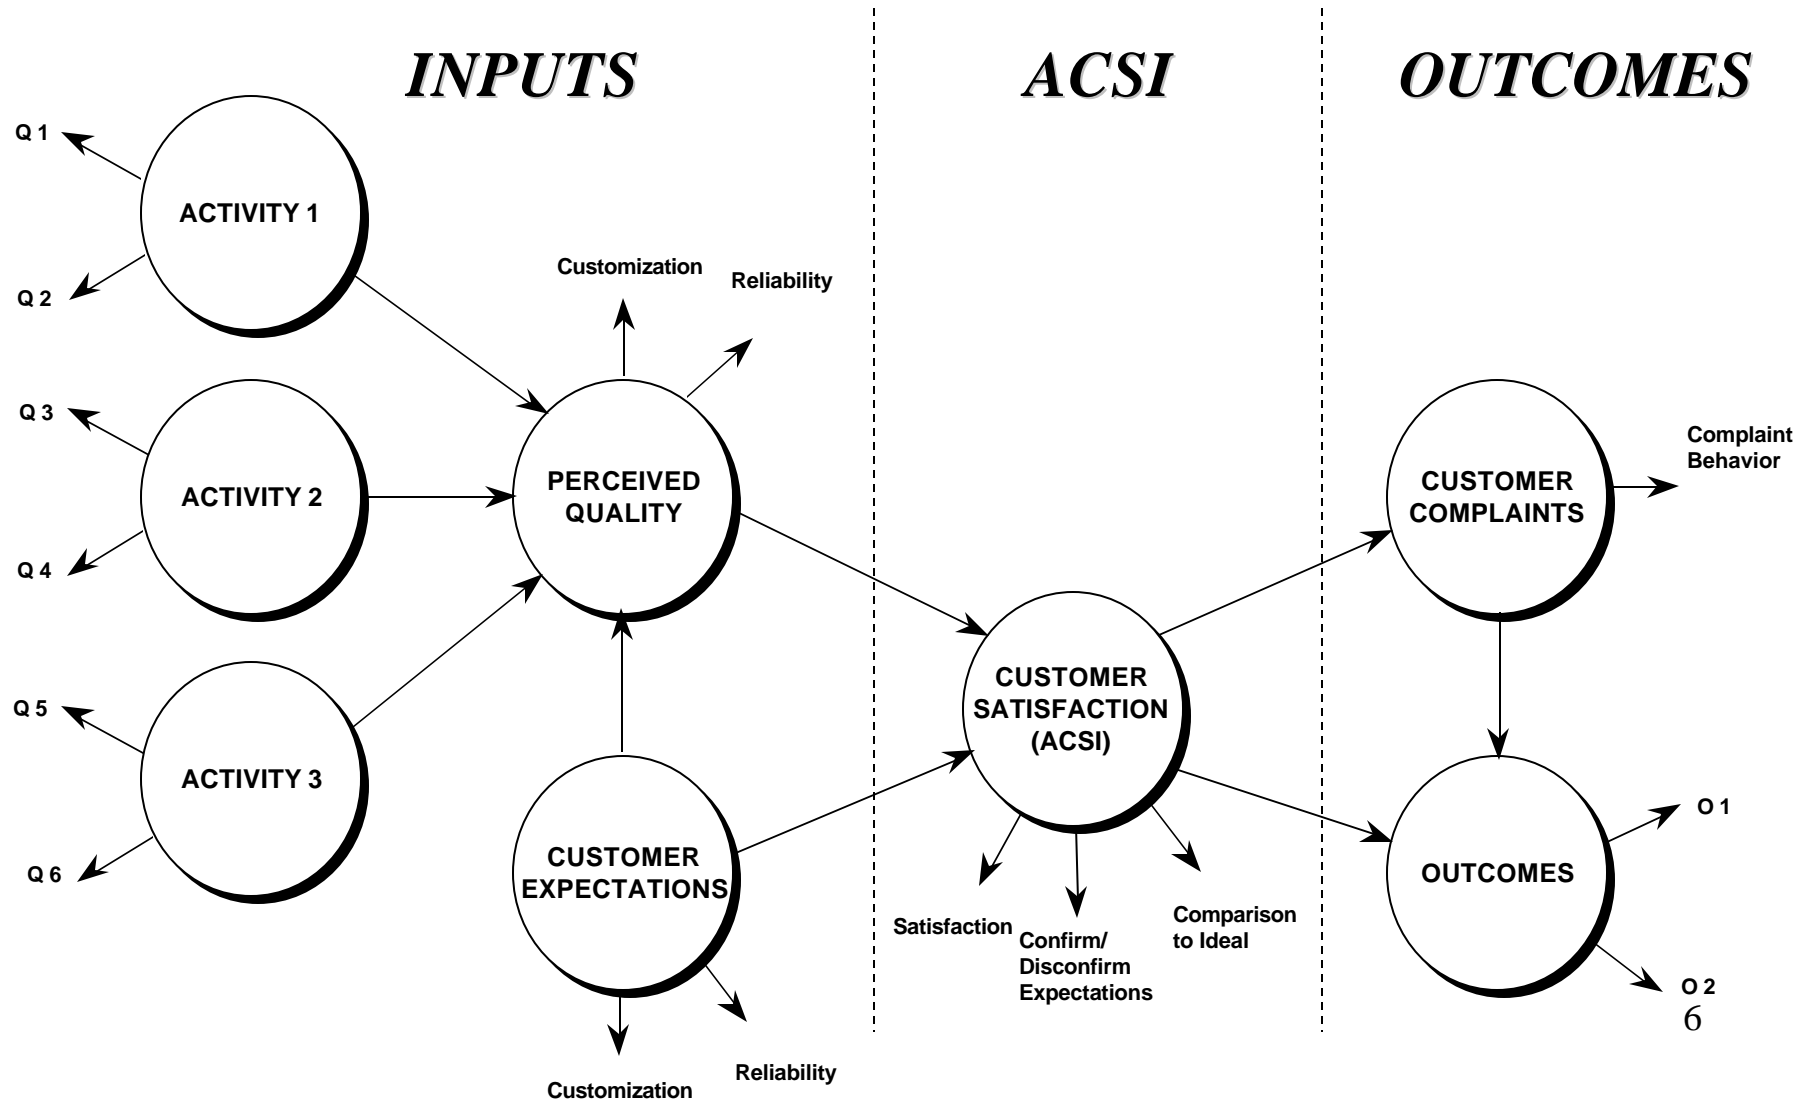 INPUTS
ACSI
OUTCOMES
Q 1
ACTIVITY 1
Q 2
Customization
Reliability
Q 3
ACTIVITY 2
Q 4
PERCEIVED
QUALITY
CUSTOMER
COMPLAINTS
Complaint
Behavior
Q 5
ACTIVITY 3
Q 6
CUSTOMER
EXPECTATIONS
Customization
Reliability
CUSTOMER
SATISFACTION
(ACSI)
Satisfaction
Confirm/
Disconfirm
Expectations
Comparison
to Ideal
OUTCOMES
O 1
O 2
6